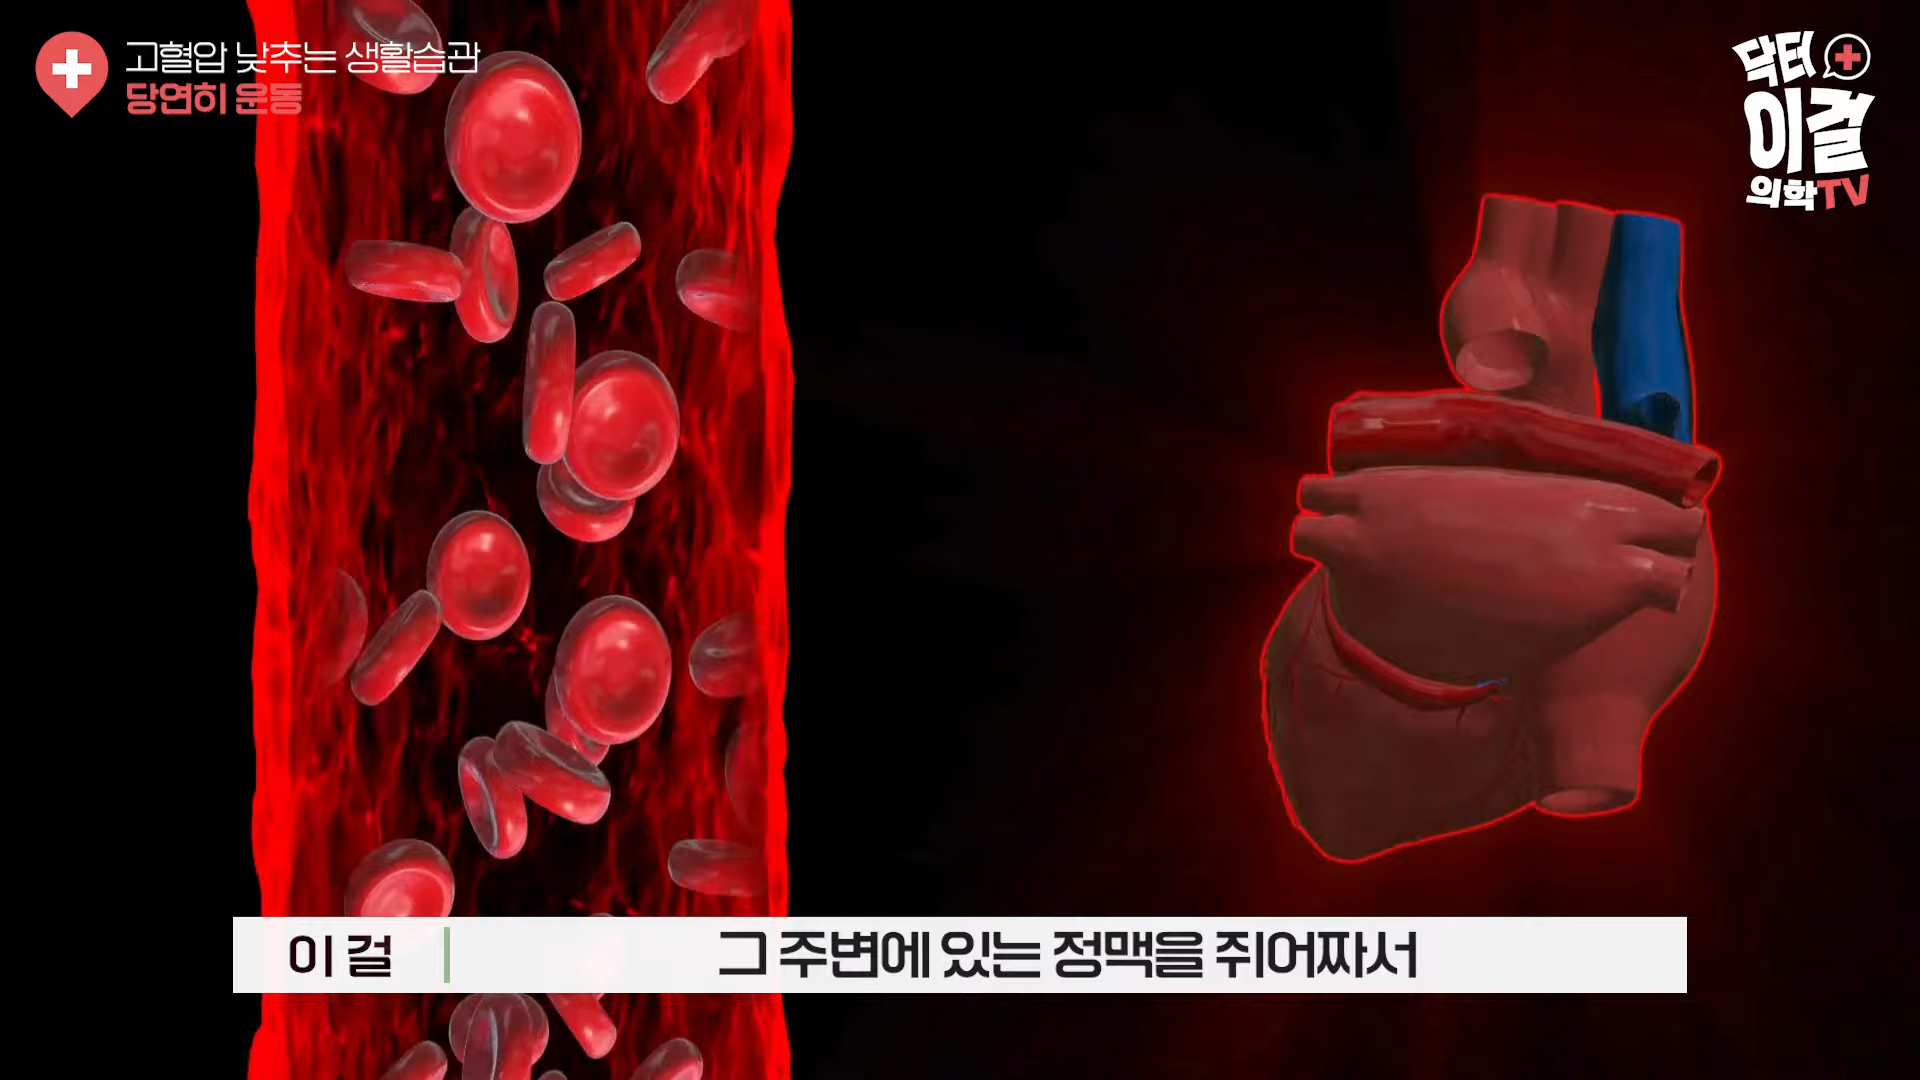 고혈압 낮추는 생활습관
당연히 운동
닥터
이걸
의학TV
이걸
그 주변에 있는 정맥을 쥐어짜서